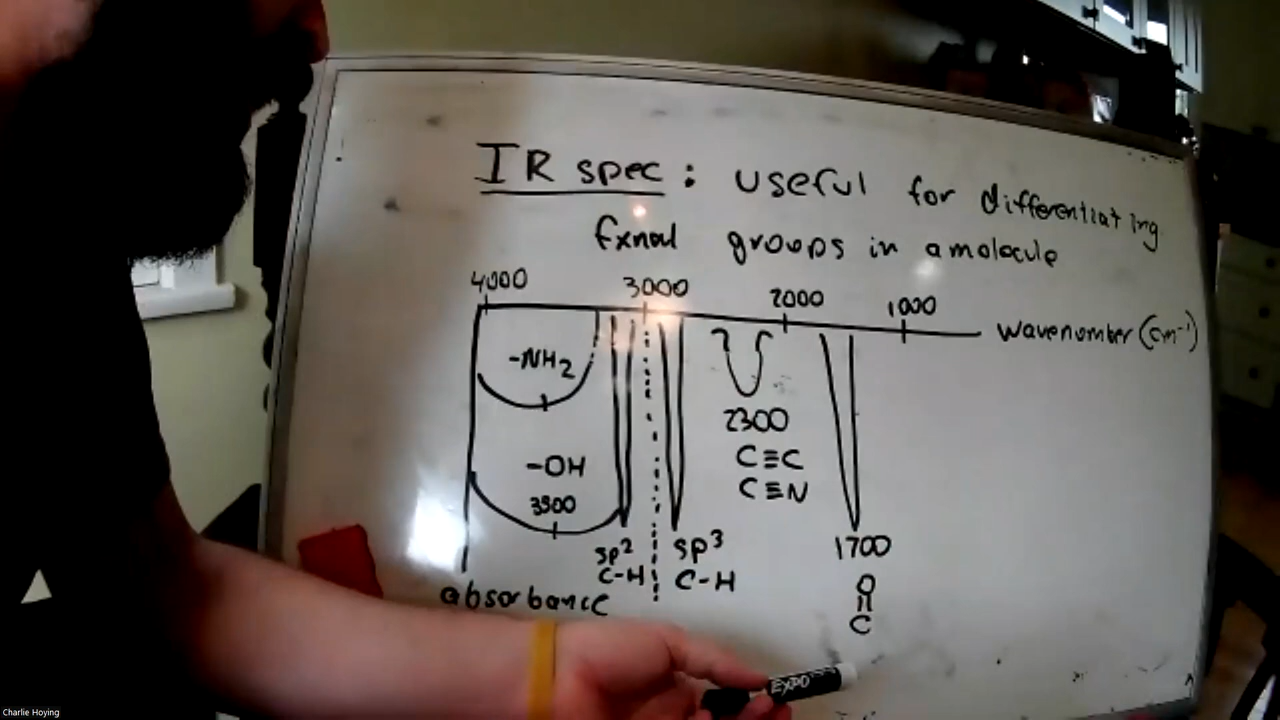 IR spec: useful for differentiating
fxnal groups in a molecule
4000 3000 2000 1000
wavenumber (cm⁻¹)
-NH₂
2300
-OH
C≡C
3500
C≡N
1700
sp² sp³
C-H C-H
O
absorbance
C
EXPO
Charlie Hoying